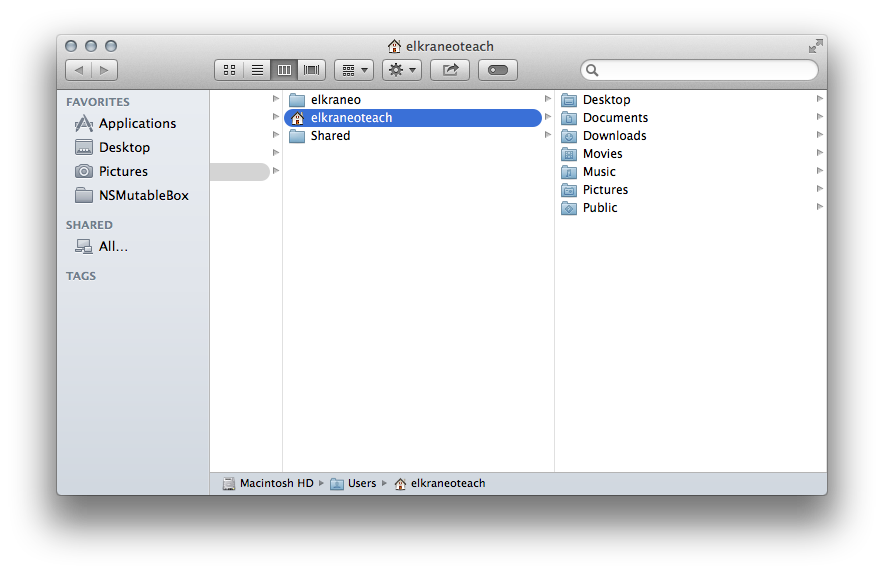 elkraneoteach
FAVORITES
Applications
Desktop
Pictures
NSMutableBox
SHARED
All...
TAGS
elkraneo
elkraneoteach
Shared
Desktop
Documents
Downloads
Movies
Music
Pictures
Public
Macintosh HD Users elkraneoteach